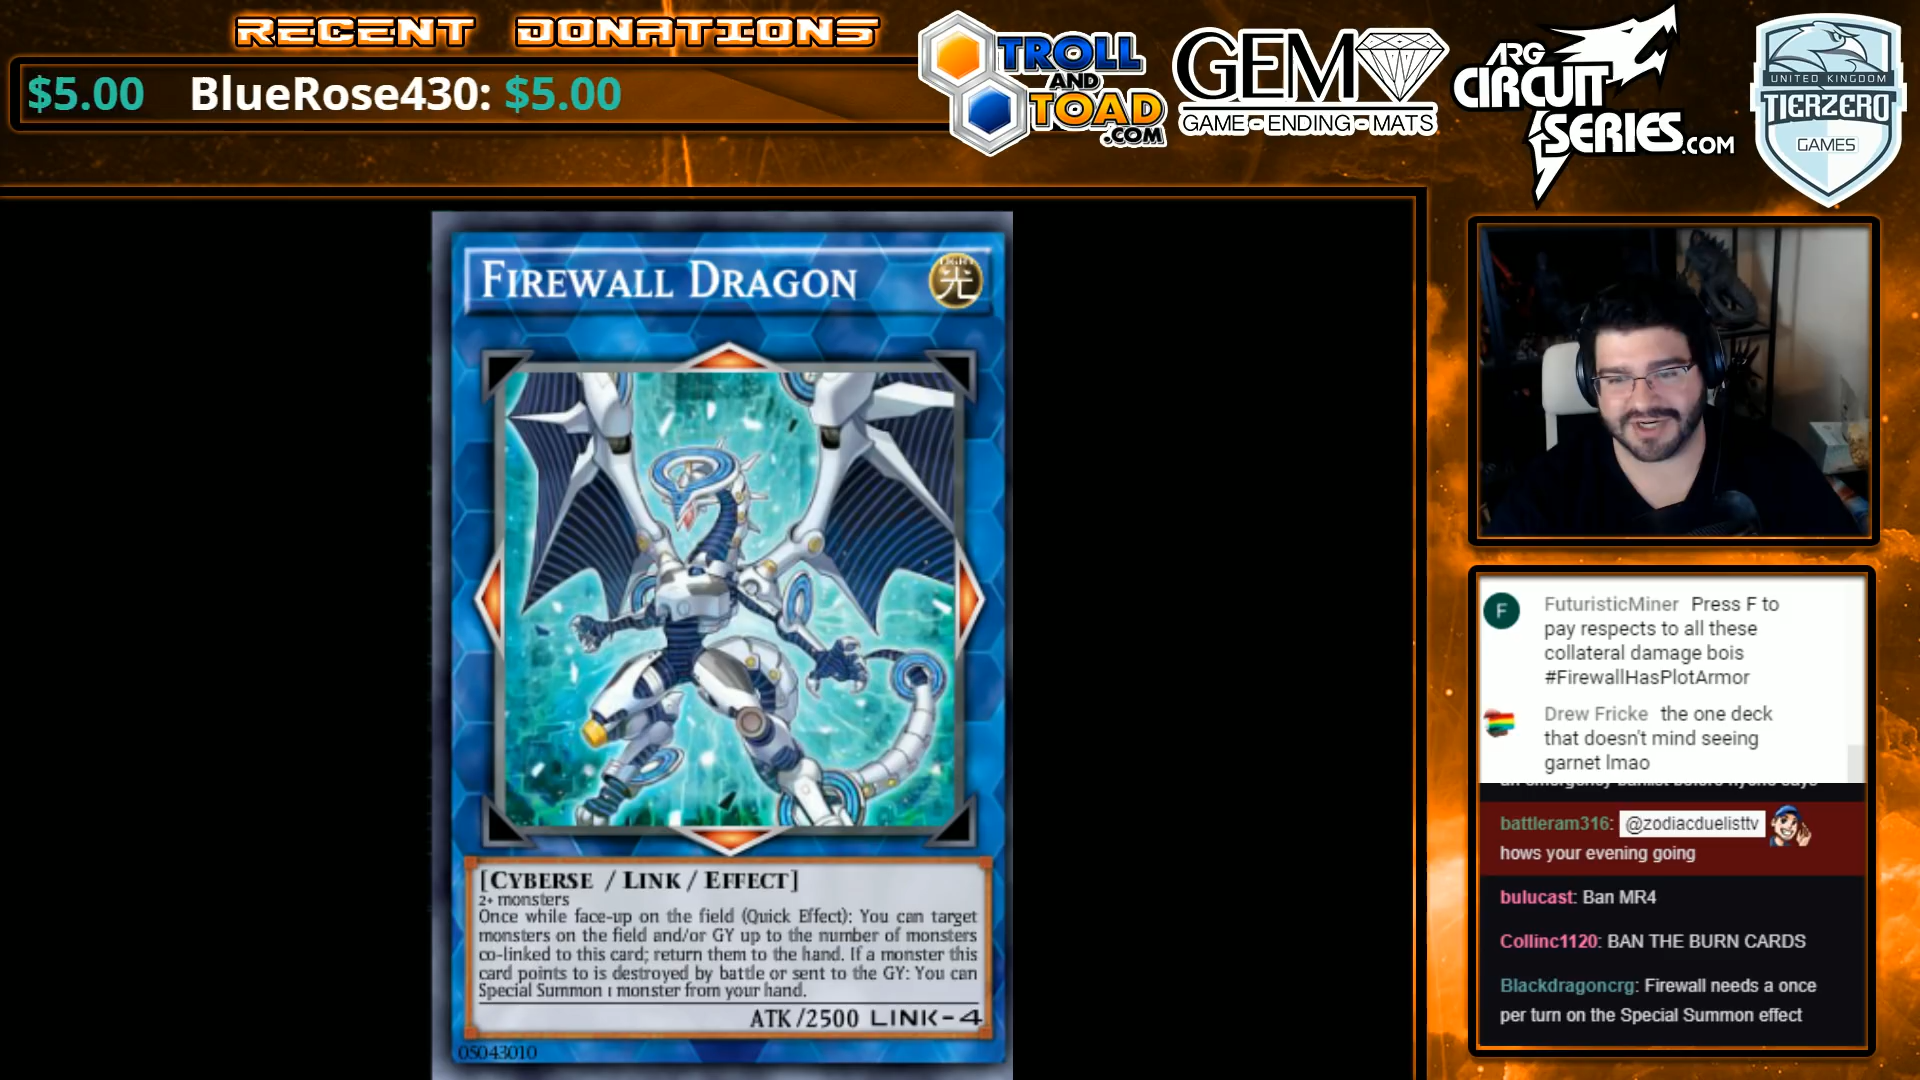 RECENT DONATIONS
$5.00 BlueRose430: $5.00
TROLL
AND
TOAD
.COM
GEM
GAME-ENDING-MATS
ARG
CIRCUIT
SERIES.COM
UNITED KINGDOM
TIERZERO
GAMES
FIREWALL DRAGON
LIGHT
光
[CYBERSE / LINK / EFFECT]
2+ monsters
Once while face-up on the field (Quick Effect): You can target
monsters on the field and/or GY up to the number of monsters
co-linked to this card; return them to the hand. If a monster this
card points to is destroyed by battle or sent to the GY: You can
Special Summon 1 monster from your hand.
ATK/2500 LINK-4
05043010
F
FuturisticMiner Press F to
pay respects to all these
collateral damage bois
#FirewallHasPlotArmor
Drew Fricke the one deck
that doesn't mind seeing
garnet lmao
battleram316: @zodiacduelisttv
hows your evening going
bulucast: Ban MR4
Collinc1120: BAN THE BURN CARDS
Blackdragoncrg: Firewall needs a once
per turn on the Special Summon effect